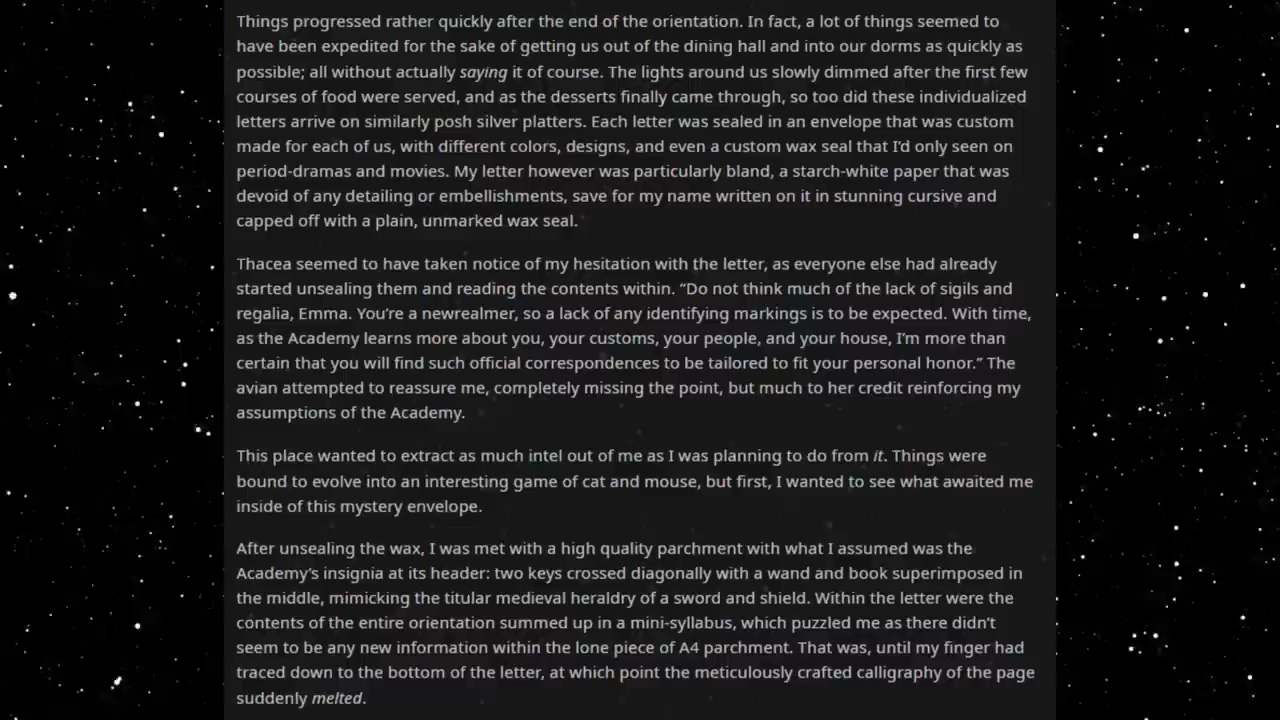 Things progressed rather quickly after the end of the orientation. In fact, a lot of things seemed to
have been expedited for the sake of getting us out of the dining hall and into our dorms as quickly as
possible; all without actually saying it of course. The lights around us slowly dimmed after the first few
courses of food were served, and as the desserts finally came through, so too did these individualized
letters arrive on similarly posh silver platters. Each letter was sealed in an envelope that was custom
made for each of us, with different colors, designs, and even a custom wax seal that I’d only seen on
period-dramas and movies. My letter however was particularly bland, a starch-white paper that was
devoid of any detailing or embellishments, save for my name written on it in stunning cursive and
capped off with a plain, unmarked wax seal.
Thacea seemed to have taken notice of my hesitation with the letter, as everyone else had already
started unsealing them and reading the contents within. “Do not think much of the lack of sigils and
regalia, Emma. You’re a newrealmer, so a lack of any identifying markings is to be expected. With time,
as the Academy learns more about you, your customs, your people, and your house, I’m more than
certain that you will find such official correspondences to be tailored to fit your personal honor.” The
avian attempted to reassure me, completely missing the point, but much to her credit reinforcing my
assumptions of the Academy.
This place wanted to extract as much intel out of me as I was planning to do from it. Things were
bound to evolve into an interesting game of cat and mouse, but first, I wanted to see what awaited me
inside of this mystery envelope.
After unsealing the wax, I was met with a high quality parchment with what I assumed was the
Academy’s insignia at its header: two keys crossed diagonally with a wand and book superimposed in
the middle, mimicking the titular medieval heraldry of a sword and shield. Within the letter were the
contents of the entire orientation summed up in a mini-syllabus, which puzzled me as there didn’t
seem to be any new information within the lone piece of A4 parchment. That was, until my finger had
traced down to the bottom of the letter, at which point the meticulously crafted calligraphy of the page
suddenly melted.